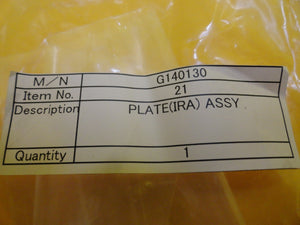 M/N G140130
Item No. 21
Description PLATE(IRA) ASSY.
Quantity 1